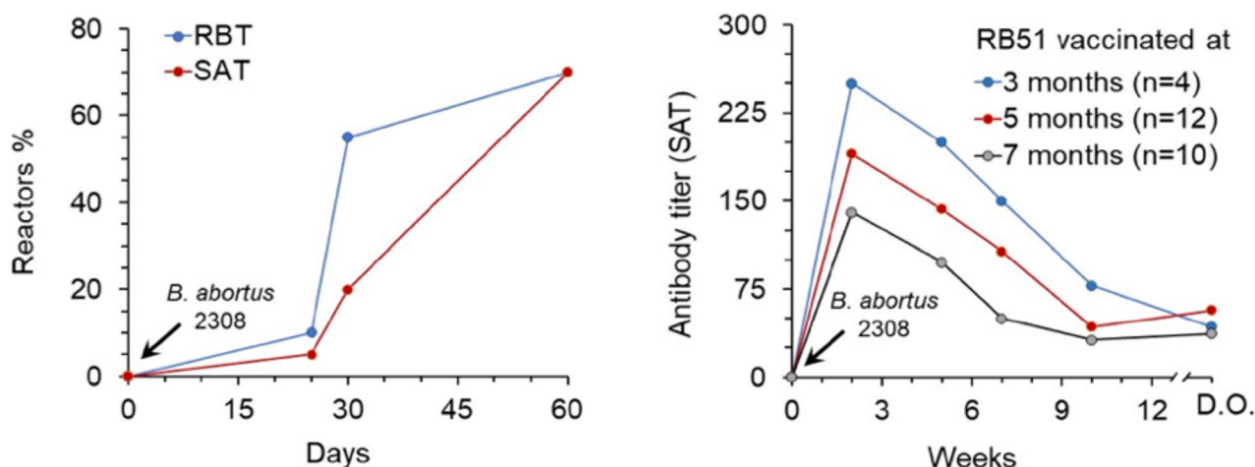 80
60
40
20
0
Reactors %
RBT
SAT
B. abortus
2308
0 15 30 45 60
Days
300
225
150
75
0
Antibody titer (SAT)
RB51 vaccinated at
3 months (n=4)
5 months (n=12)
7 months (n=10)
B. abortus
2308
0 3 6 9 12 D.O.
Weeks